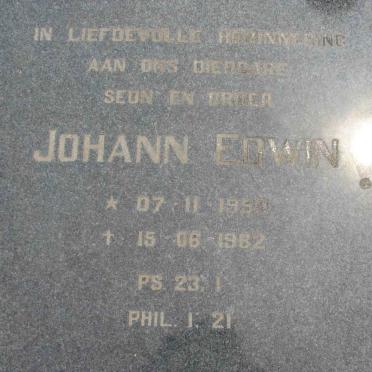 IN LIEFDEVOLLE HERINNERING
AAN ONS DIERBARE
SEUN EN BROER
JOHANN EDWIN
* 07-11-1950
† 15-06-1982
PS. 23:1
PHIL. 1:21